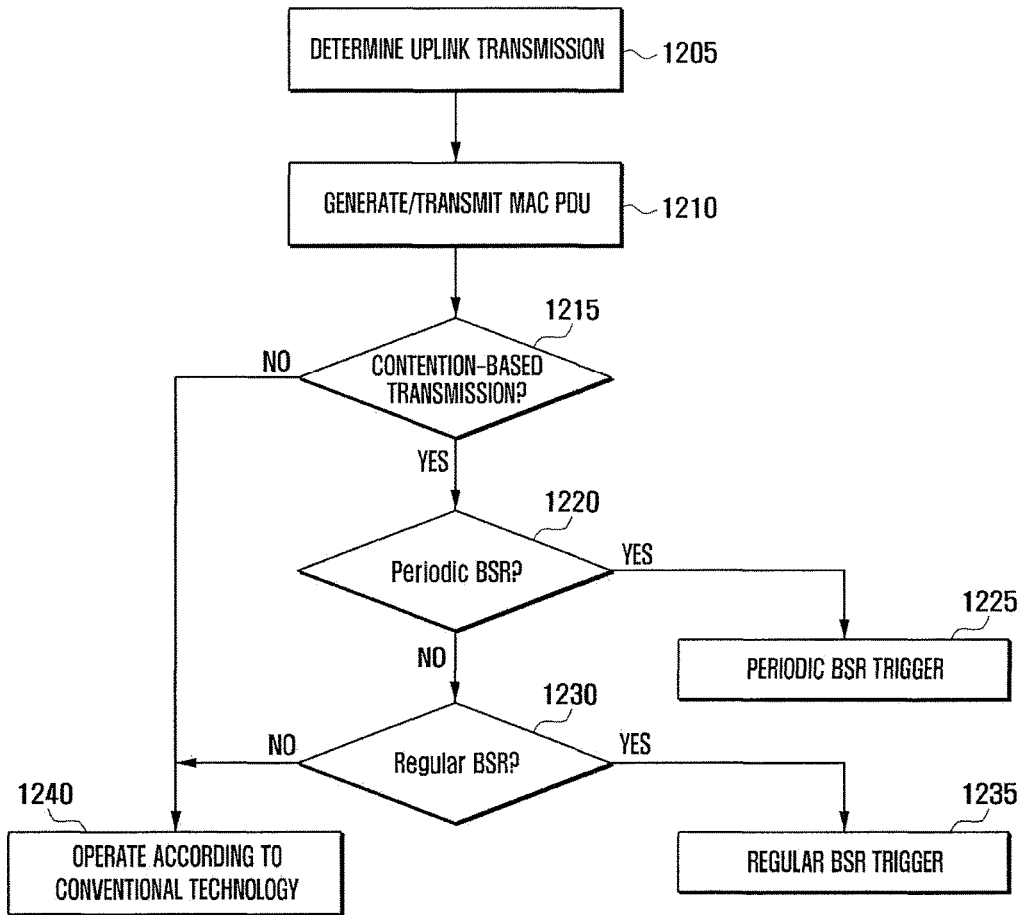 DETERMINE UPLINK TRANSMISSION
1205
GENERATE/TRANSMIT MAC PDU
1210
1215
NO
CONTENTION-BASED
TRANSMISSION?
YES
1220
Periodic BSR?
YES
1225
PERIODIC BSR TRIGGER
NO
1230
NO
Regular BSR?
YES
1240
OPERATE ACCORDING TO
CONVENTIONAL TECHNOLOGY
1235
REGULAR BSR TRIGGER